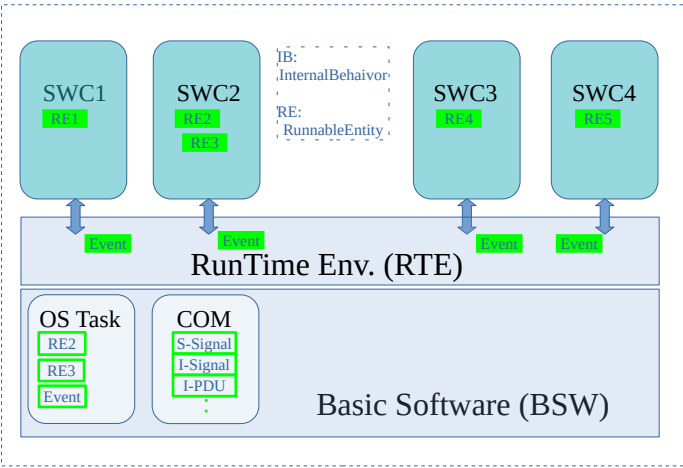 SWC1
RE1
SWC2
RE2
RE3
IB:
InternalBehaivor
RE:
RunnableEntity
SWC3
RE4
SWC4
RE5
Event
Event
Event
Event
RunTime Env. (RTE)
OS Task
RE2
RE3
Event
COM
S-Signal
I-Signal
I-PDU
:
Basic Software (BSW)